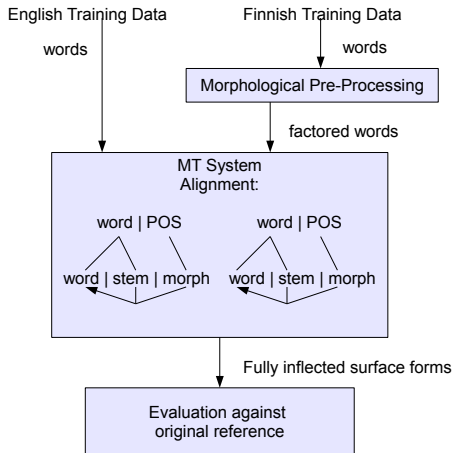 English Training Data Finnish Training Data
words words
Morphological Pre-Processing
factored words
MT System
Alignment:
word | POS word | POS
word | stem | morph word | stem | morph
Fully inflected surface forms
Evaluation against
original reference